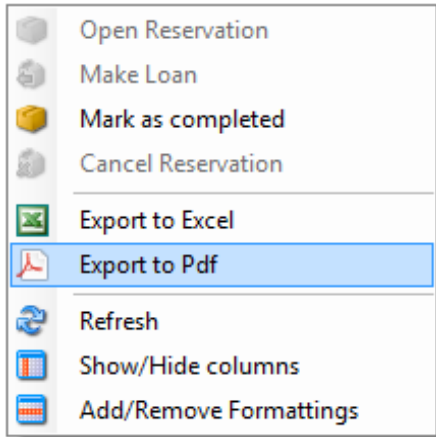 Open Reservation
Make Loan
Mark as completed
Cancel Reservation
Export to Excel
Export to Pdf
Refresh
Show/Hide columns
Add/Remove Formattings